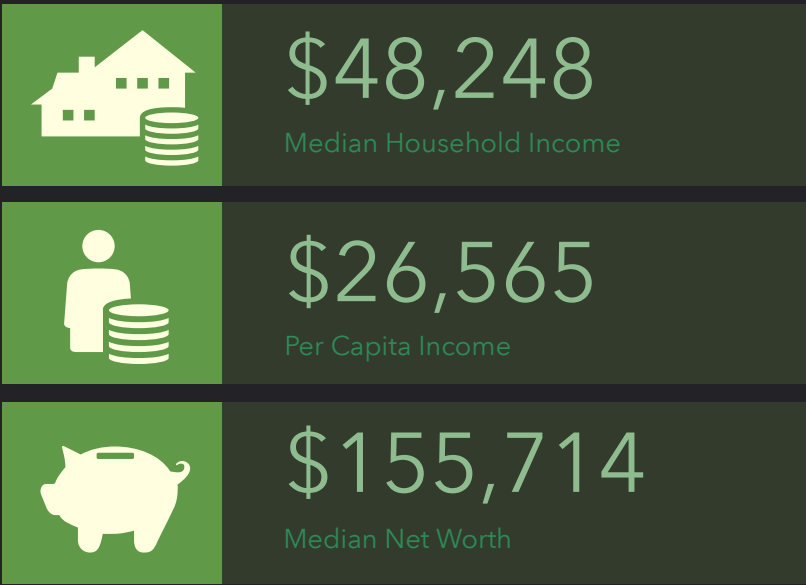 $48,248
Median Household Income
$26,565
Per Capita Income
$155,714
Median Net Worth